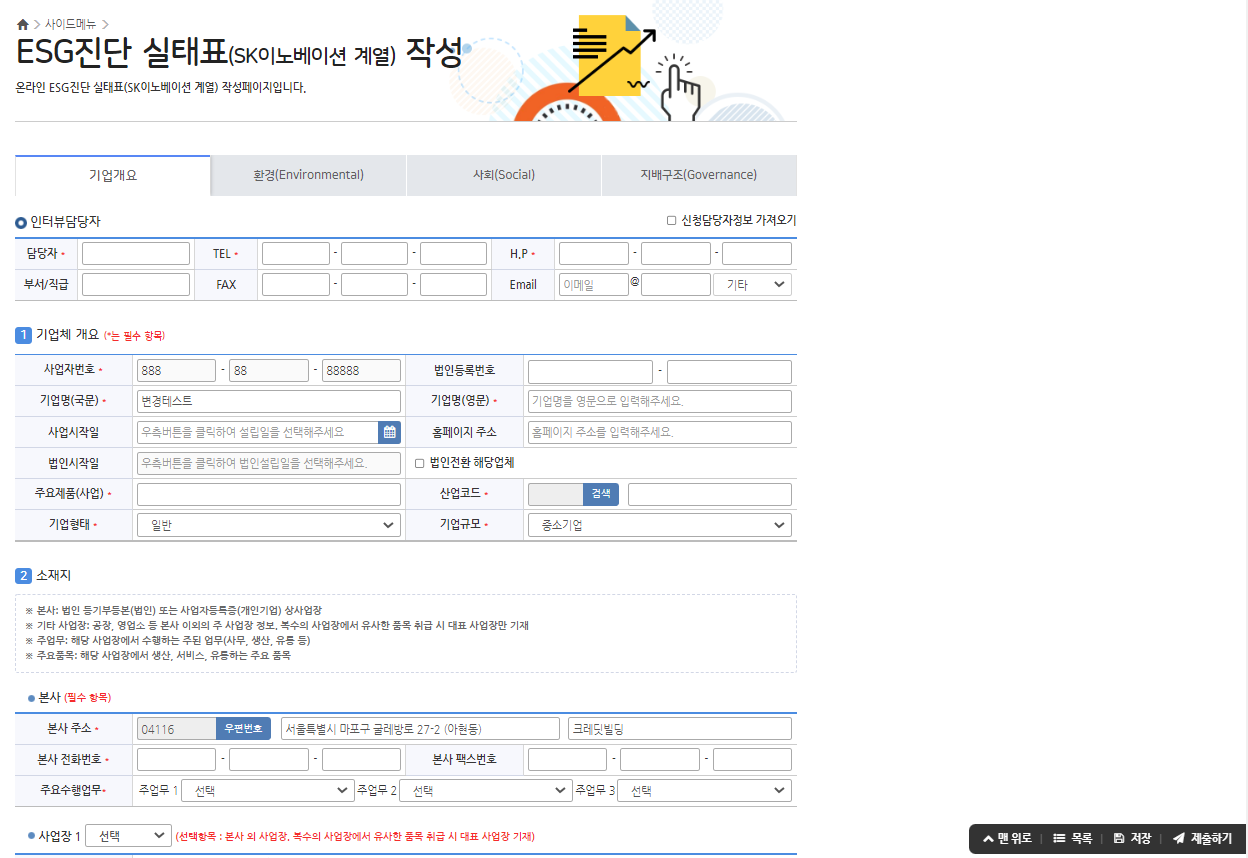 사이드메뉴
ESG진단 실태표(SK이노베이션 계열) 작성
온라인 ESG진단 실태표(SK이노베이션 계열) 작성페이지입니다.
기업개요 환경(Environmental) 사회(Social) 지배구조(Governance)
인터뷰담당자 신청담당자정보 가져오기
담당자 * TEL * - - H.P * - -
부서/직급 FAX - - Email 이메일 @ 기타
1 기업체 개요 (*는 필수 항목)
사업자번호 * 888 - 88 - 88888 법인등록번호 -
기업명(국문) * 변경테스트 기업명(영문) * 기업명을 영문으로 입력해주세요.
사업시작일 우측버튼을 클릭하여 설립일을 선택해주세요 홈페이지 주소 홈페이지 주소를 입력해주세요.
법인시작일 우측버튼을 클릭하여 법인설립일을 선택해주세요. 법인전환 해당업체
주요제품(사업) * 산업코드 * 검색
기업형태 * 일반 기업규모 * 중소기업
2 소재지
※ 본사: 법인 등기부등본(법인) 또는 사업자등록증(개인기업) 상사업장
※ 기타 사업장: 공장, 영업소 등 본사 이외의 주 사업장 정보. 복수의 사업장에서 유사한 품목 취급 시 대표 사업장만 기재
※ 주업무: 해당 사업장에서 수행하는 주된 업무(사무, 생산, 유통 등)
※ 주요품목: 해당 사업장에서 생산, 서비스, 유통하는 주요 품목
본사 (필수 항목)
본사 주소 * 04116 우편번호 서울특별시 마포구 굴레방로 27-2 (아현동) 크레딧빌딩
본사 전화번호 * - - 본사 팩스번호 - -
주요수행업무* 주업무 1 선택 주업무 2 선택 주업무 3 선택
사업장 1 선택 (선택항목 : 본사 외 사업장, 복수의 사업장에서 유사한 품목 취급 시 대표 사업장 기재)
맨 위로 | 목록 | 저장 | 제출하기